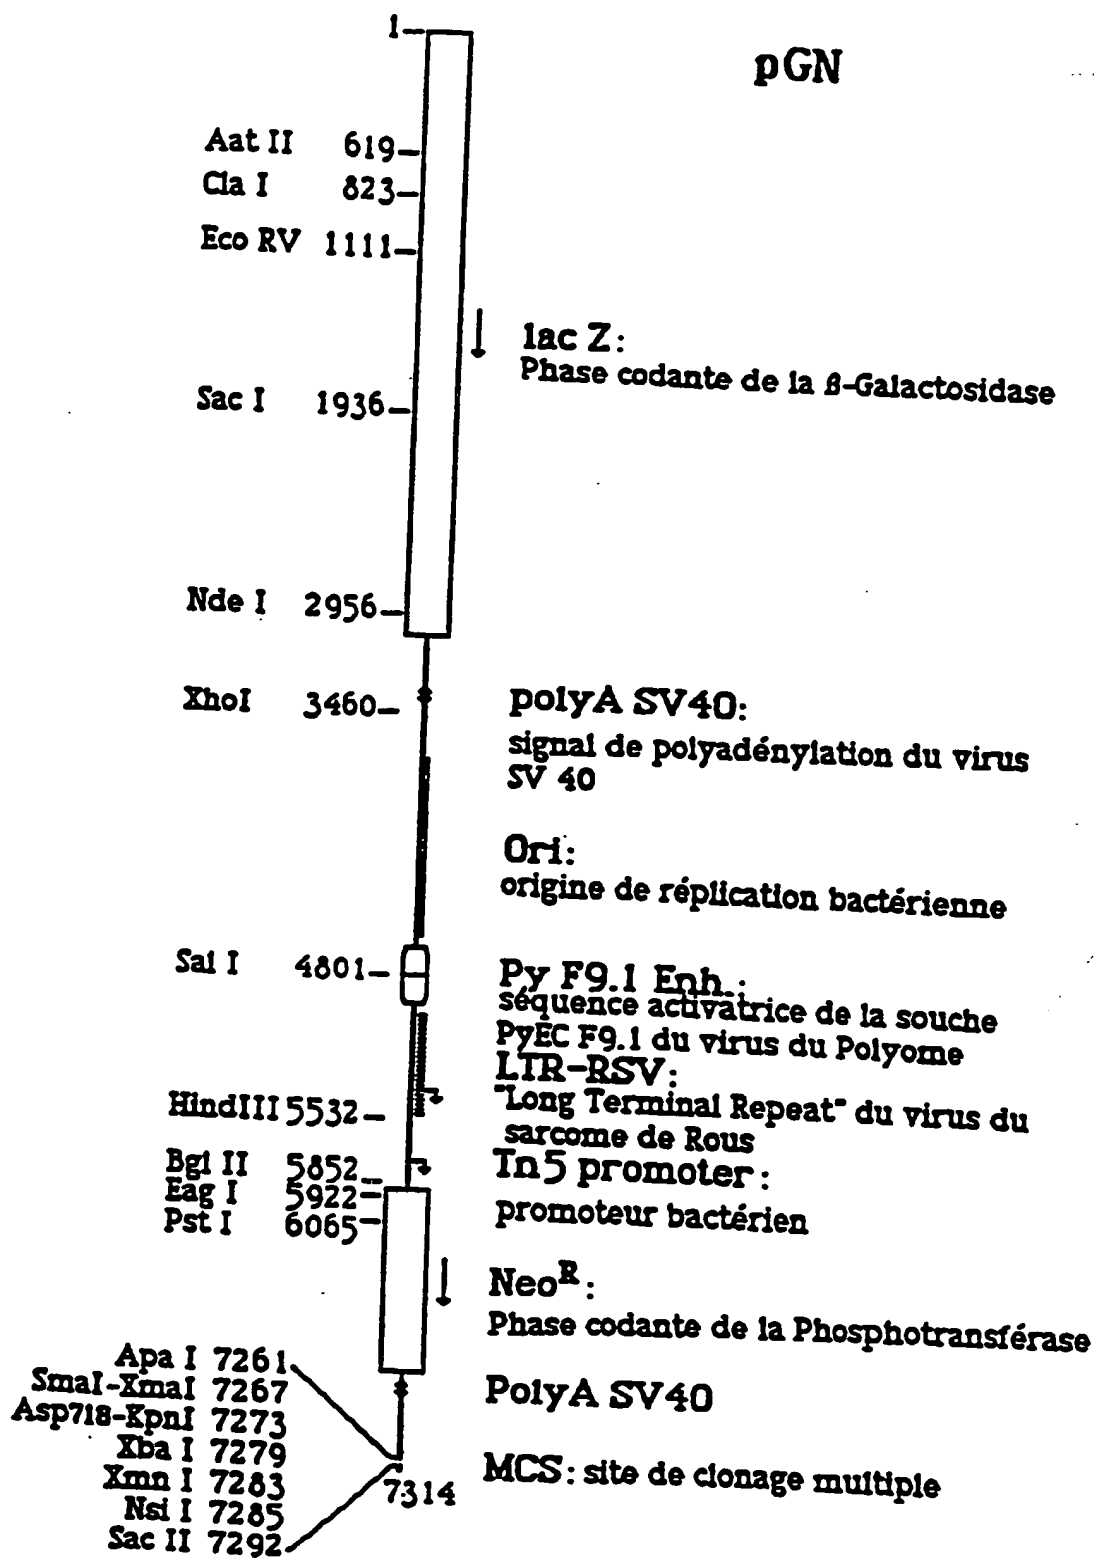 1
pGN
Aat II 619
Cla I 823
Eco RV 1111
lac Z:
Phase codante de la β-Galactosidase
Sac I 1936
Nde I 2956
XhoI 3460
polyA SV40:
signal de polyadénylation du virus
SV 40
Ori:
origine de réplication bactérienne
Sal I 4801
Py F9.1 Enh.:
séquence activatrice de la souche
PyEC F9.1 du virus du Polyome
LTR-RSV:
"Long Terminal Repeat" du virus du
sarcome de Rous
HindIII 5532
Bgl II 5852
Eag I 5922
Pst I 6065
Tn5 promoter:
promoteur bactérien
Neo^R:
Phase codante de la Phosphotransférase
Apa I 7261
SmaI-XmaI 7267
Asp718-KpnI 7273
Xba I 7279
Xmn I 7283
Nsi I 7285
Sac II 7292
PolyA SV40
7314
MCS: site de clonage multiple